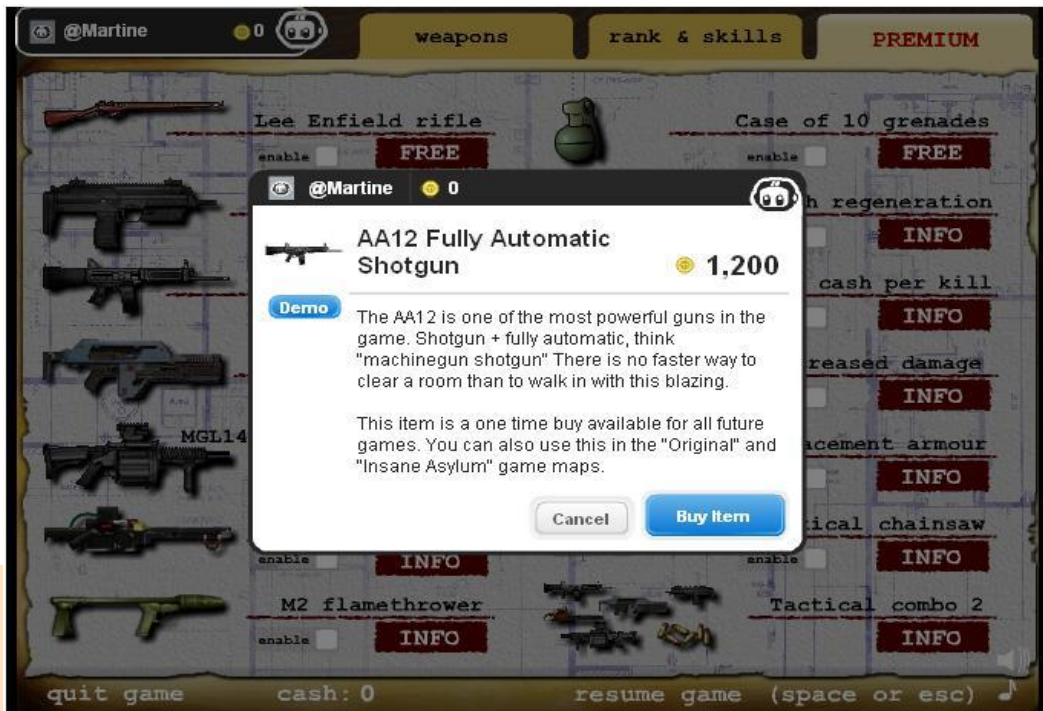 @Martine 0
weapons
rank & skills
PREMIUM
Lee Enfield rifle
enable FREE
Case of 10 grenades
enable FREE
@Martine 0
AA12 Fully Automatic
Shotgun
1,200
Demo
The AA12 is one of the most powerful guns in the
game. Shotgun + fully automatic, think
"machinegun shotgun" There is no faster way to
clear a room than to walk in with this blazing.
This item is a one time buy available for all future
games. You can also use this in the "Original" and
"Insane Asylum" game maps.
Cancel
Buy Item
regeneration
INFO
cash per kill
INFO
damage
INFO
MGL14
armour
INFO
chainsaw
enable INFO
enable INFO
M2 flamethrower
enable INFO
Tactical combo 2
INFO
quit game
cash: 0
resume game (space or esc)